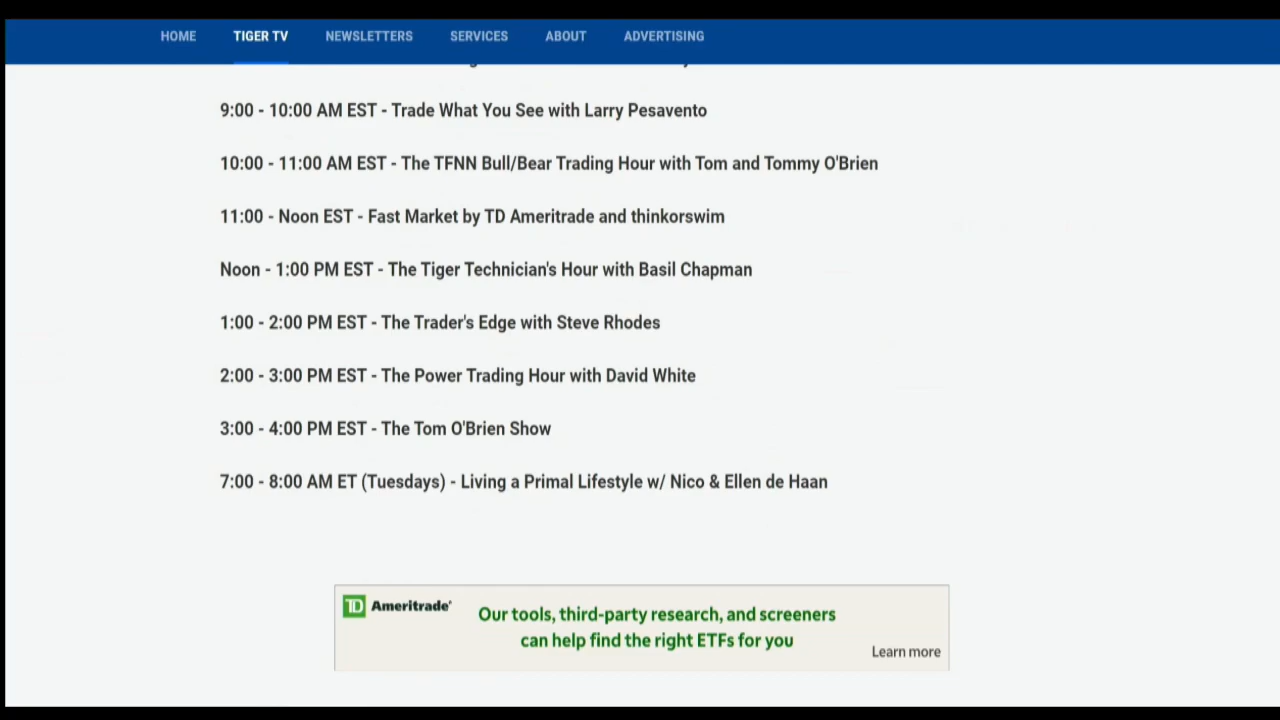 HOME TIGER TV NEWSLETTERS SERVICES ABOUT ADVERTISING
9:00 - 10:00 AM EST - Trade What You See with Larry Pesavento
10:00 - 11:00 AM EST - The TFNN Bull/Bear Trading Hour with Tom and Tommy O'Brien
11:00 - Noon EST - Fast Market by TD Ameritrade and thinkorswim
Noon - 1:00 PM EST - The Tiger Technician's Hour with Basil Chapman
1:00 - 2:00 PM EST - The Trader's Edge with Steve Rhodes
2:00 - 3:00 PM EST - The Power Trading Hour with David White
3:00 - 4:00 PM EST - The Tom O'Brien Show
7:00 - 8:00 AM ET (Tuesdays) - Living a Primal Lifestyle w/ Nico & Ellen de Haan
TD Ameritrade
Our tools, third-party research, and screeners
can help find the right ETFs for you
Learn more